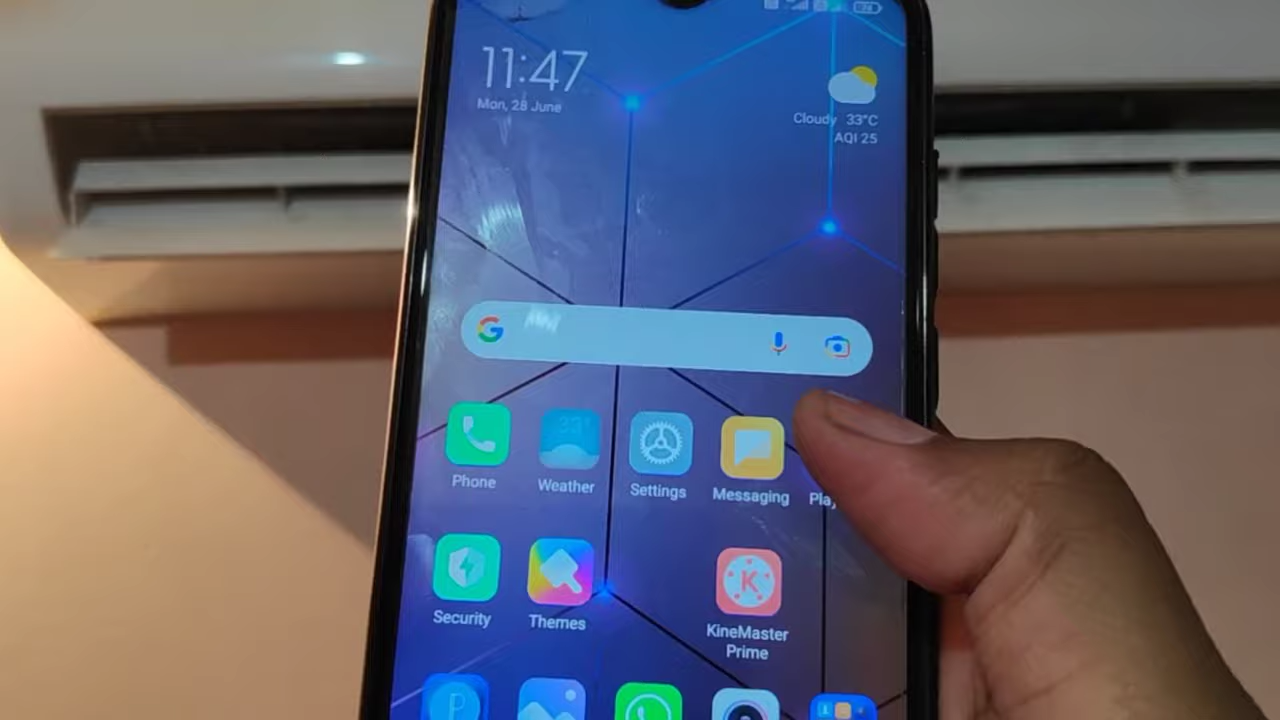 11:47
Mon, 28 June
Cloudy 33°C
AQI 25
Phone
Weather
Settings
Messaging
Security
Themes
KineMaster
Prime